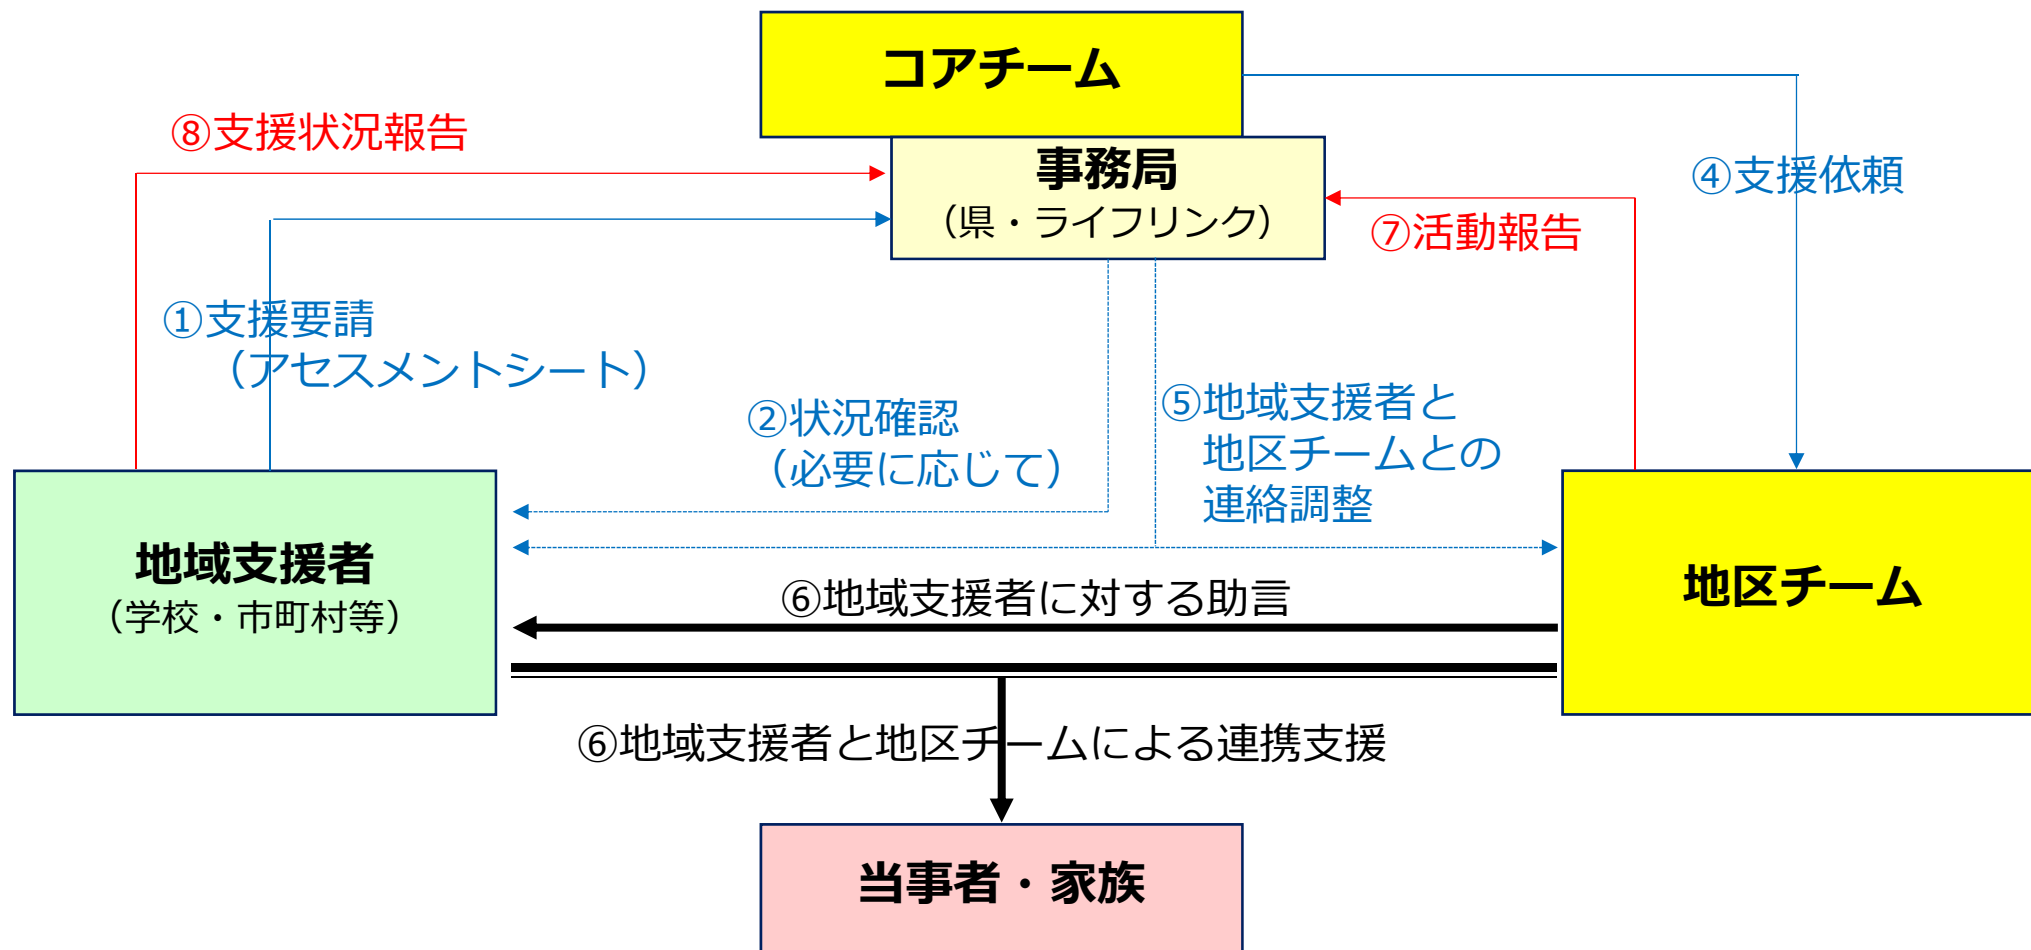 コアチーム
⑧支援状況報告
事務局
（県・ライフリンク）
④支援依頼
⑦活動報告
①支援要請
（アセスメントシート）
②状況確認
（必要に応じて）
⑤地域支援者と
地区チームとの
連絡調整
地域支援者
（学校・市町村等）
⑥地域支援者に対する助言
地区チーム
⑥地域支援者と地区チームによる連携支援
当事者・家族